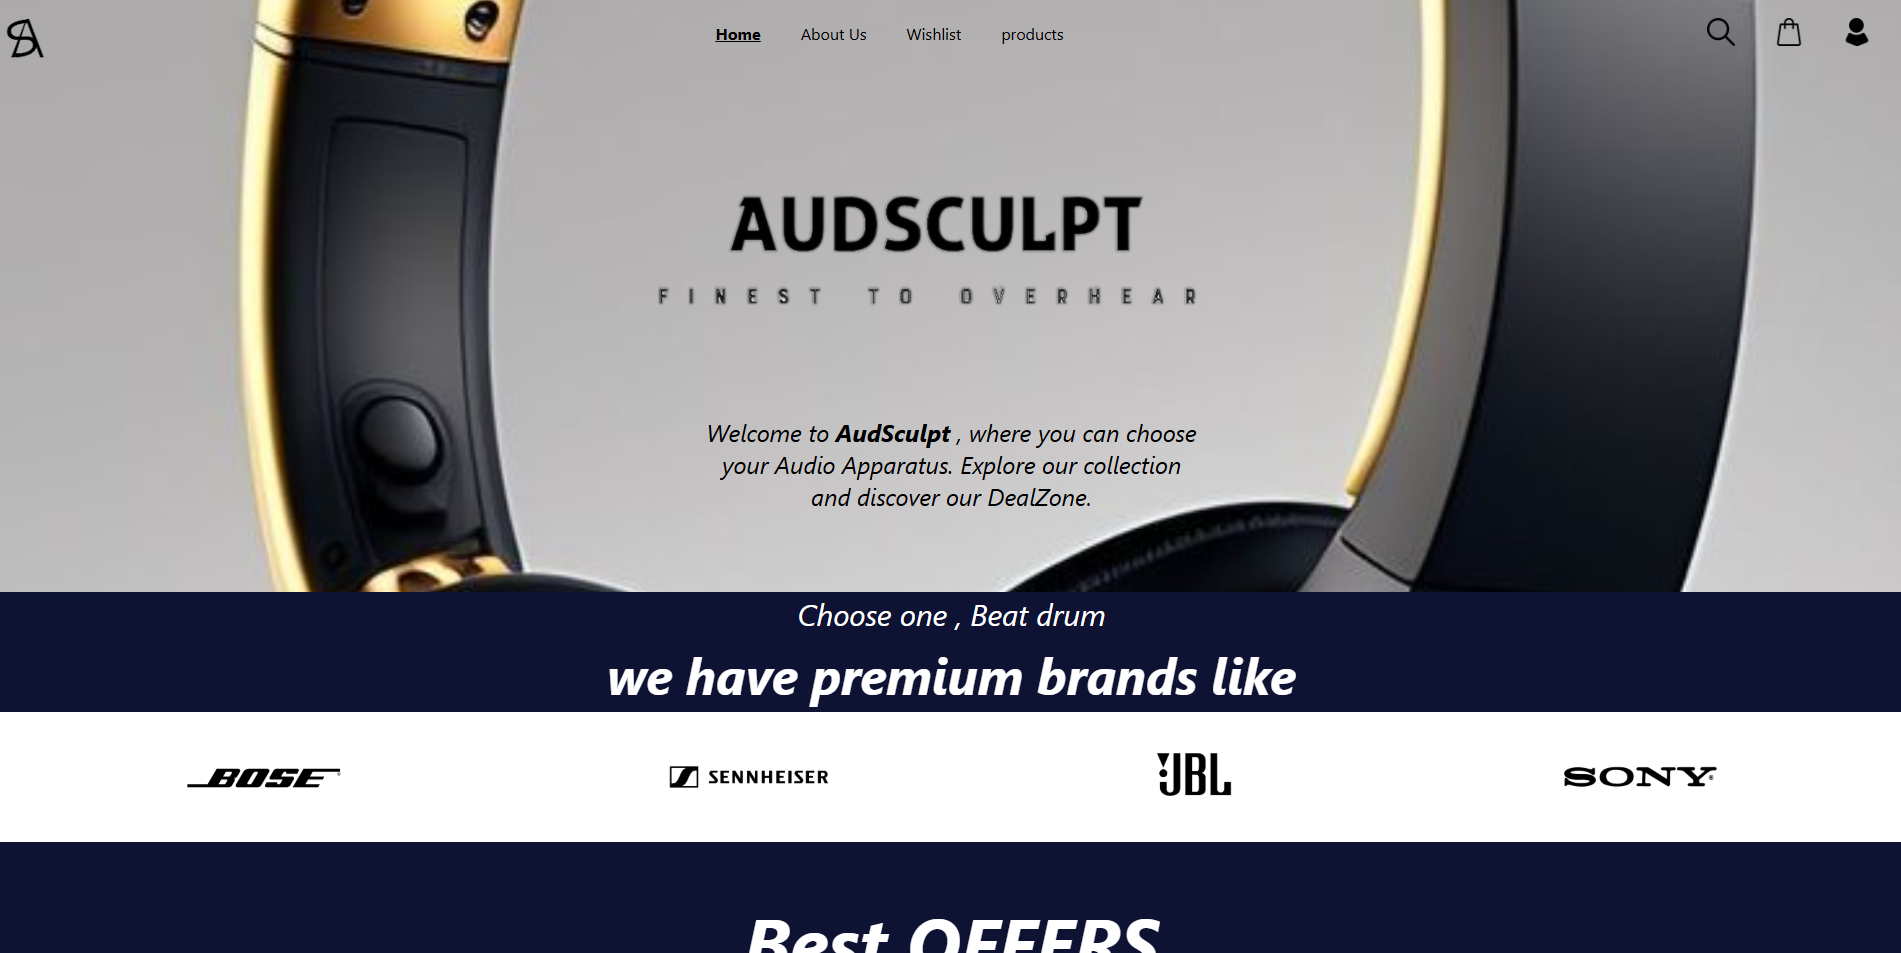 Home About Us Wishlist products
AUDSCULPT
FINEST TO OVERHEAR
Welcome to AudSculpt , where you can choose
your Audio Apparatus. Explore our collection
and discover our DealZone.
Choose one , Beat drum
we have premium brands like
BOSE SENNHEISER JBL SONY
Best OFFERS